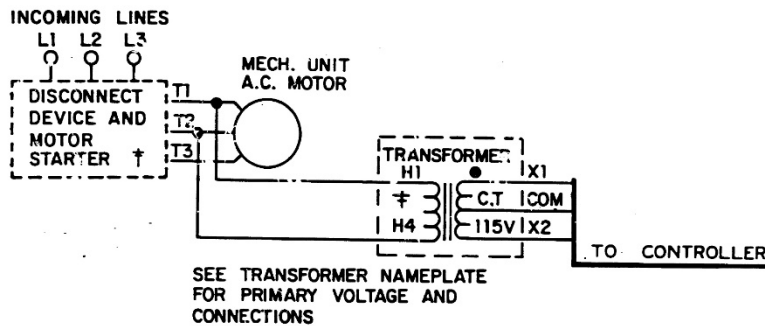 INCOMING LINES
L1 L2 L3
DISCONNECT
DEVICE AND
MOTOR
STARTER ‡
T1
T2
T3
MECH. UNIT
A.C. MOTOR
TRANSFORMER
H1 X1
‡ C.T COM
H4 115V X2
TO CONTROLLER
SEE TRANSFORMER NAMEPLATE
FOR PRIMARY VOLTAGE AND
CONNECTIONS